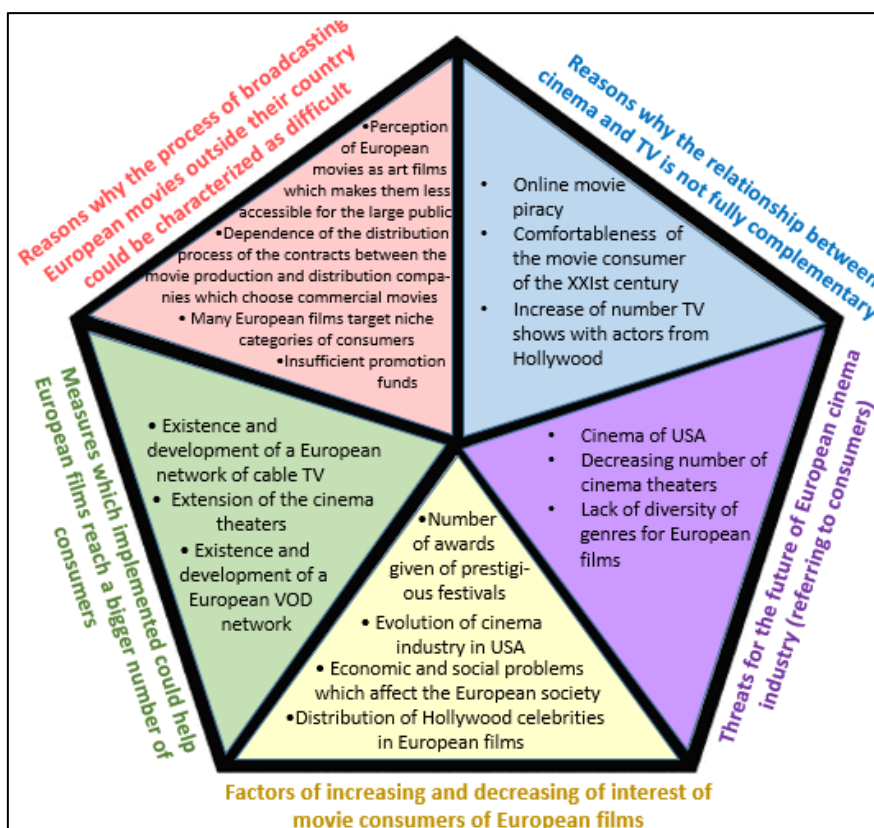 Reasons why the process of broadcasting
European movies outside their country
could be characterized as difficult
•Perception
of European
movies as art films
which makes them less
accessible for the large public
•Dependence of the distribution
process of the contracts between the
movie production and distribution compa-
nies which choose commercial movies
• Many European films target niche
categories of consumers
•Insufficient promotion
funds
Reasons why the relationship between
cinema and TV is not fully complementary
• Online movie
piracy
• Comfortableness of
the movie consumer
of the XXIst century
• Increase of number TV
shows with actors from
Hollywood
Measures which implemented could help
European films reach a bigger number of
consumers
• Existence and
development of a European
network of cable TV
• Extension of the cinema
theaters
• Existence and
development of a
European VOD
network
• Cinema of USA
• Decreasing number of
cinema theaters
• Lack of diversity of
genres for European
films
Threats for the future of European cinema
industry (referring to consumers)
•Number
of awards
given of prestigi-
ous festivals
• Evolution of cinema
industry in USA
• Economic and social problems
which affect the European society
•Distribution of Hollywood celebrities
in European films
Factors of increasing and decreasing of interest of
movie consumers of European films